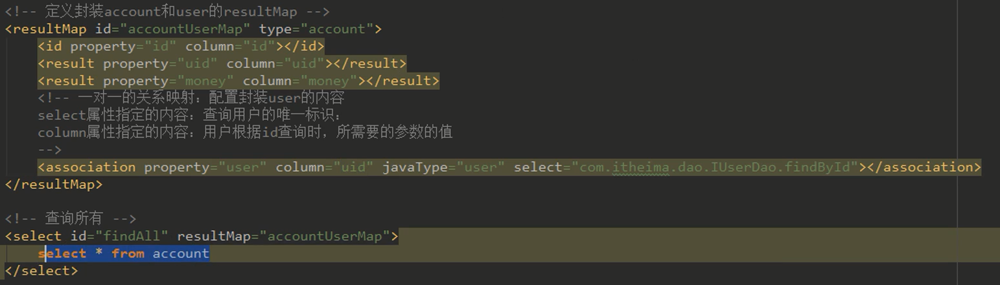 <!-- 定义封装account和user的resultMap -->
<resultMap id="accountUserMap" type="account">
<id property="id" column="id"></id>
<result property="uid" column="uid"></result>
<result property="money" column="money"></result>
<!-- 一对一的关系映射：配置封装user的内容
select属性指定的内容：查询用户的唯一标识：
column属性指定的内容：用户根据id查询时，所需要的参数的值
-->
<association property="user" column="uid" javaType="user" select="com.itheima.dao.IUserDao.findById"></association>
</resultMap>
<!-- 查询所有 -->
<select id="findAll" resultMap="accountUserMap">
select * from account
</select>